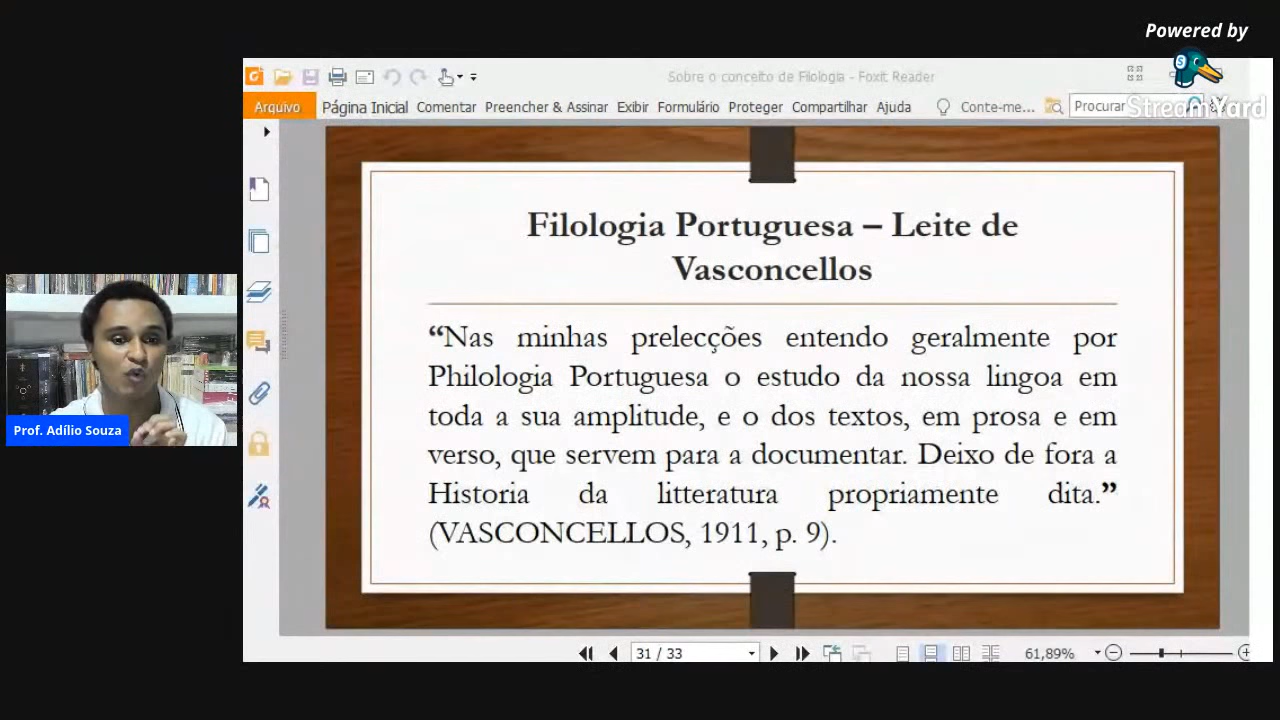 Powered by
StreamYard
Sobre o conceito de Filologia - Foxit Reader
Arquivo Página Inicial Comentar Preencher & Assinar Exibir Formulário Proteger Compartilhar Ajuda Conte-me... Procurar
Filologia Portuguesa – Leite de
Vasconcellos
“Nas minhas prelecções entendo geralmente por
Philologia Portuguesa o estudo da nossa lingoa em
toda a sua amplitude, e o dos textos, em prosa e em
verso, que servem para a documentar. Deixo de fora a
Historia da litteratura propriamente dita.”
(VASCONCELLOS, 1911, p. 9).
Prof. Adílio Souza
31 / 33
61,89%